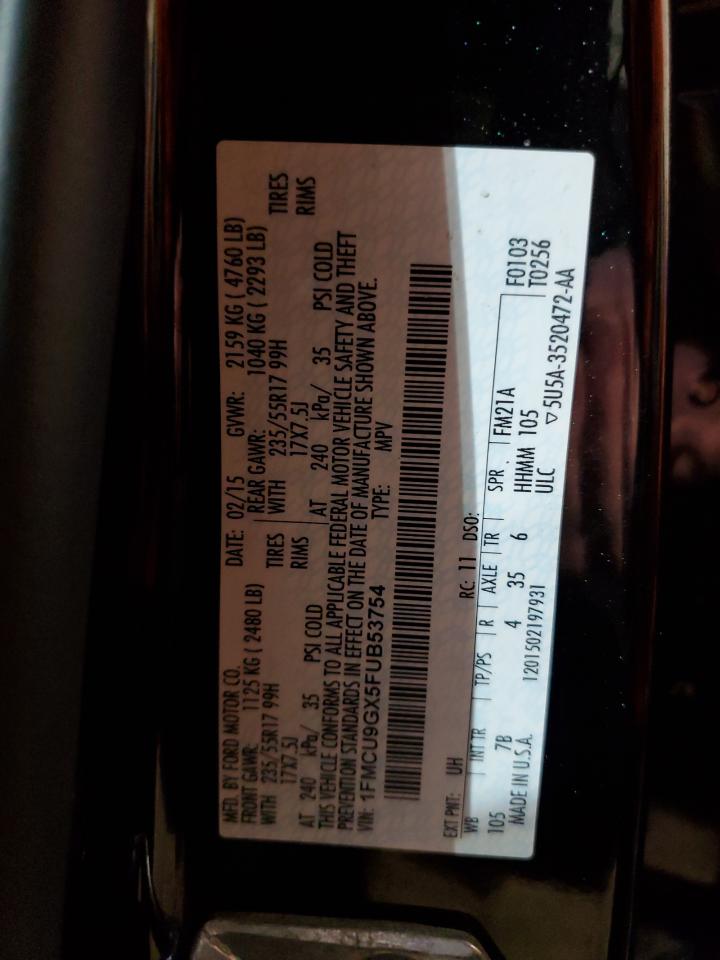 MFD. BY FORD MOTOR CO. DATE: 02/15 GVWR: 2159 KG ( 4760 LB)
FRONT GAWR: 1125 KG ( 2480 LB) REAR GAWR: 1040 KG ( 2293 LB)
WITH 235/55R17 99H TIRES WITH 235/55R17 99H TIRES
17X7.5J RIMS 17X7.5J RIMS
AT 240 kPa/ 35 PSI COLD AT 240 kPa/ 35 PSI COLD
THIS VEHICLE CONFORMS TO ALL APPLICABLE FEDERAL MOTOR VEHICLE SAFETY AND THEFT
PREVENTION STANDARDS IN EFFECT ON THE DATE OF MANUFACTURE SHOWN ABOVE.
VIN: 1FMCU9GX5FUB53754 TYPE: MPV
EXT PNT: UH RC: 11 DSO:
WB INT TR TP/PS R AXLE TR SPR FM21A F0103
105 7B 4 35 6 HHMM 105 T0256
MADE IN U.S.A. 1201502197931 ULC
▽5U5A-3520472-AA